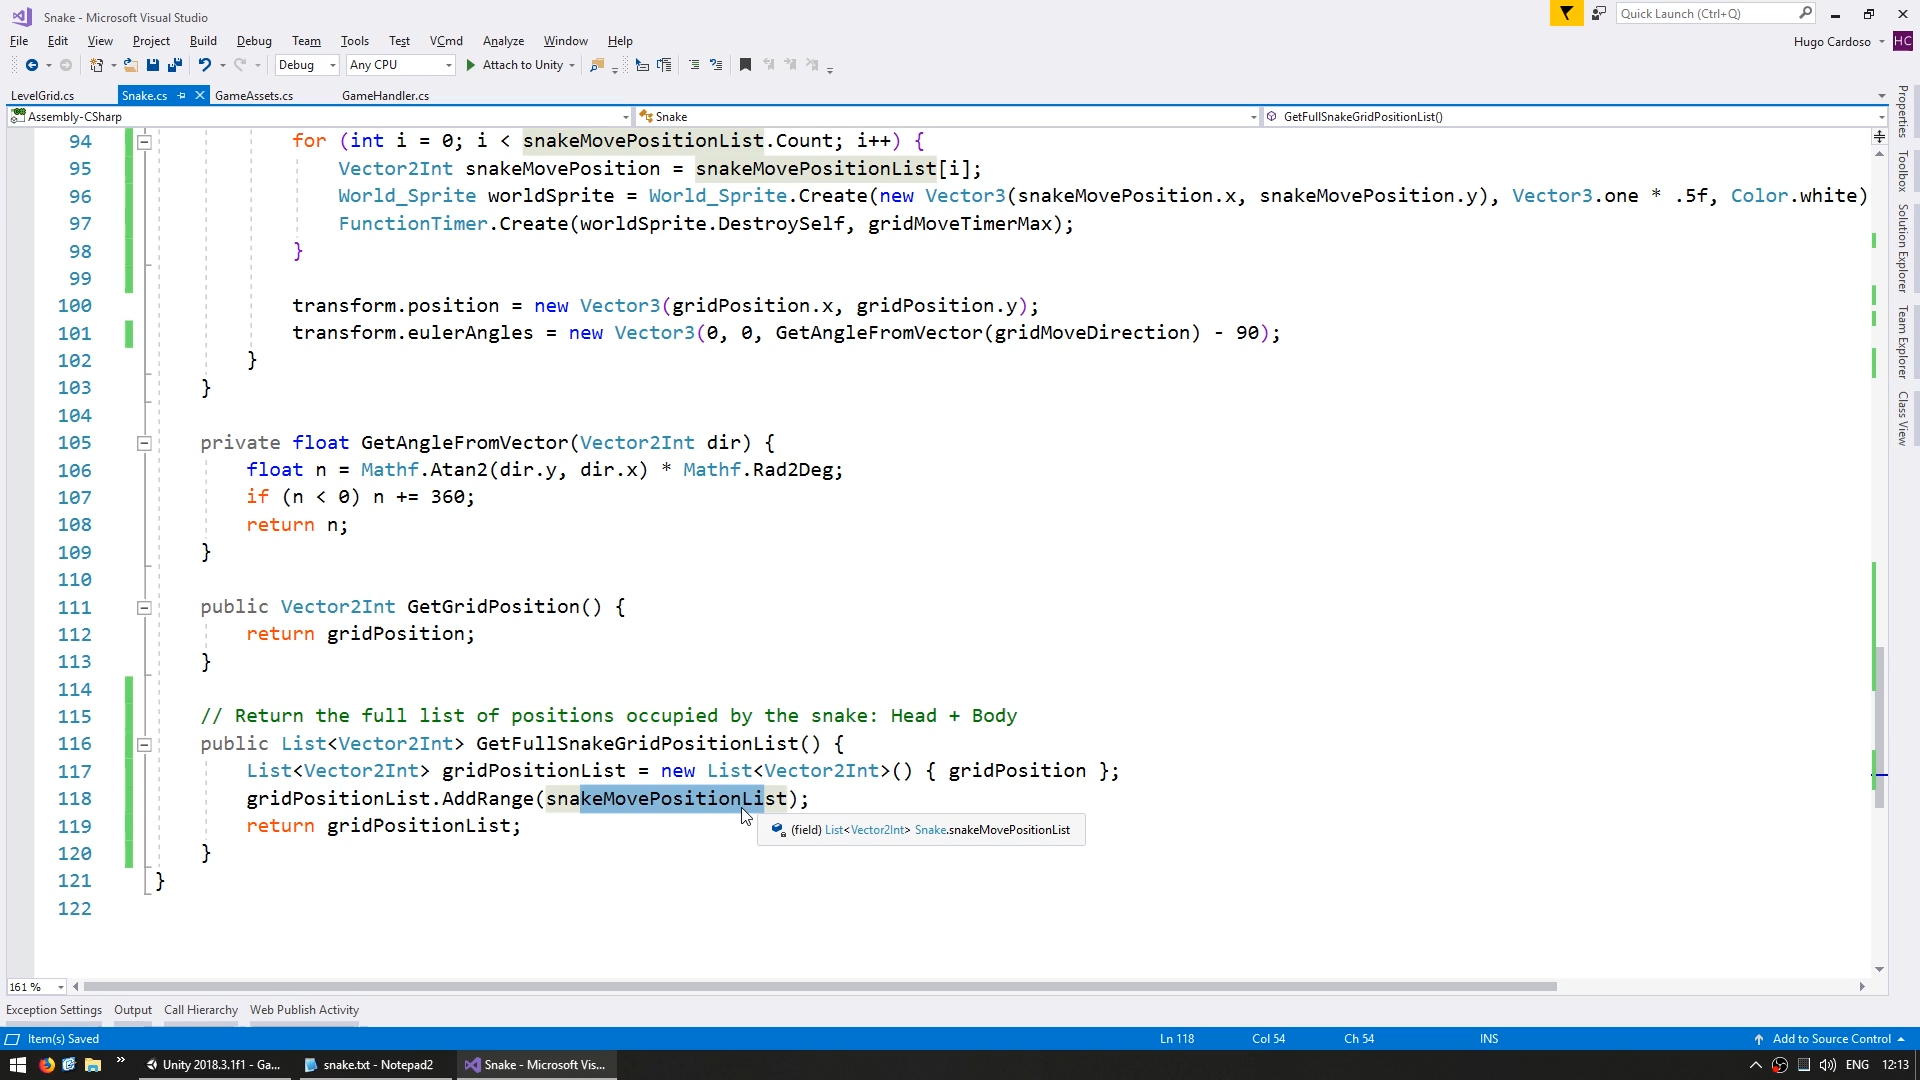 Snake - Microsoft Visual Studio
Quick Launch (Ctrl+Q)
File Edit View Project Build Debug Team Tools Test VCmd Analyze Window Help
Hugo Cardoso HC
Debug Any CPU Attach to Unity
LevelGrid.cs Snake.cs GameAssets.cs GameHandler.cs
Assembly-CSharp Snake GetFullSnakeGridPositionList()
94 for (int i = 0; i < snakeMovePositionList.Count; i++) {
95 Vector2Int snakeMovePosition = snakeMovePositionList[i];
96 World_Sprite worldSprite = World_Sprite.Create(new Vector3(snakeMovePosition.x, snakeMovePosition.y), Vector3.one * .5f, Color.white)
97 FunctionTimer.Create(worldSprite.DestroySelf, gridMoveTimerMax);
98 }
99
100 transform.position = new Vector3(gridPosition.x, gridPosition.y);
101 transform.eulerAngles = new Vector3(0, 0, GetAngleFromVector(gridMoveDirection) - 90);
102 }
103 }
104
105 private float GetAngleFromVector(Vector2Int dir) {
106 float n = Mathf.Atan2(dir.y, dir.x) * Mathf.Rad2Deg;
107 if (n < 0) n += 360;
108 return n;
109 }
110
111 public Vector2Int GetGridPosition() {
112 return gridPosition;
113 }
114
115 // Return the full list of positions occupied by the snake: Head + Body
116 public List<Vector2Int> GetFullSnakeGridPositionList() {
117 List<Vector2Int> gridPositionList = new List<Vector2Int>() { gridPosition };
118 gridPositionList.AddRange(snakeMovePositionList);
119 return gridPositionList;
(field) List<Vector2Int> Snake.snakeMovePositionList
120 }
121 }
122
Properties
Toolbox
Solution Explorer
Team Explorer
Class View
161 %
Exception Settings Output Call Hierarchy Web Publish Activity
Item(s) Saved Ln 118 Col 54 Ch 54 INS Add to Source Control
Unity 2018.3.1f1 - Ga... snake.txt - Notepad2 Snake - Microsoft Vis... ENG 12:13